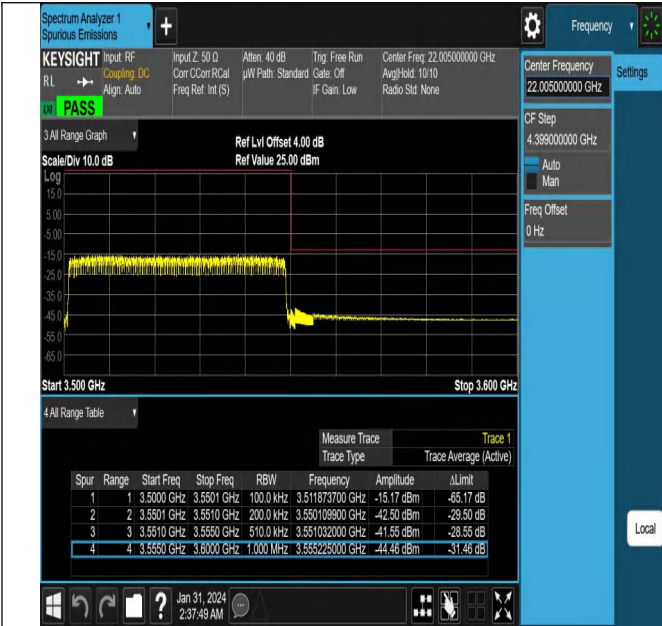 Spectrum Analyzer 1
Spurious Emissions
Frequency
KEYSIGHT Input: RF Input Z: 50 Ω Atten: 40 dB Trig: Free Run Center Freq: 22.005000000 GHz
RL Coupling: DC Corr CCorr RCal µW Path: Standard Gate: Off Avg|Hold: 10/10
Align: Auto Freq Ref: Int (S) IF Gain: Low Radio Std: None
LXI PASS
Center Frequency
22.005000000 GHz
Settings
CF Step
4.399000000 GHz
Auto
Man
Freq Offset
0 Hz
3 All Range Graph
Ref Lvl Offset 4.00 dB
Scale/Div 10.0 dB Ref Value 25.00 dBm
Log
15.0
5.00
-5.00
-15.0
-25.0
-35.0
-45.0
-55.0
-65.0
Start 3.500 GHz Stop 3.600 GHz
4 All Range Table
Measure Trace Trace 1
Trace Type Trace Average (Active)
Spur Range Start Freq Stop Freq RBW Frequency Amplitude ΔLimit
1 1 3.5000 GHz 3.5501 GHz 100.0 kHz 3.511873700 GHz -15.17 dBm -65.17 dB
2 2 3.5501 GHz 3.5510 GHz 200.0 kHz 3.550109900 GHz -42.50 dBm -29.50 dB
3 3 3.5510 GHz 3.5550 GHz 510.0 kHz 3.551032000 GHz -41.55 dBm -28.55 dB
4 4 3.5550 GHz 3.6000 GHz 1.000 MHz 3.555225000 GHz -44.46 dBm -31.46 dB
Local
Jan 31, 2024
2:37:49 AM